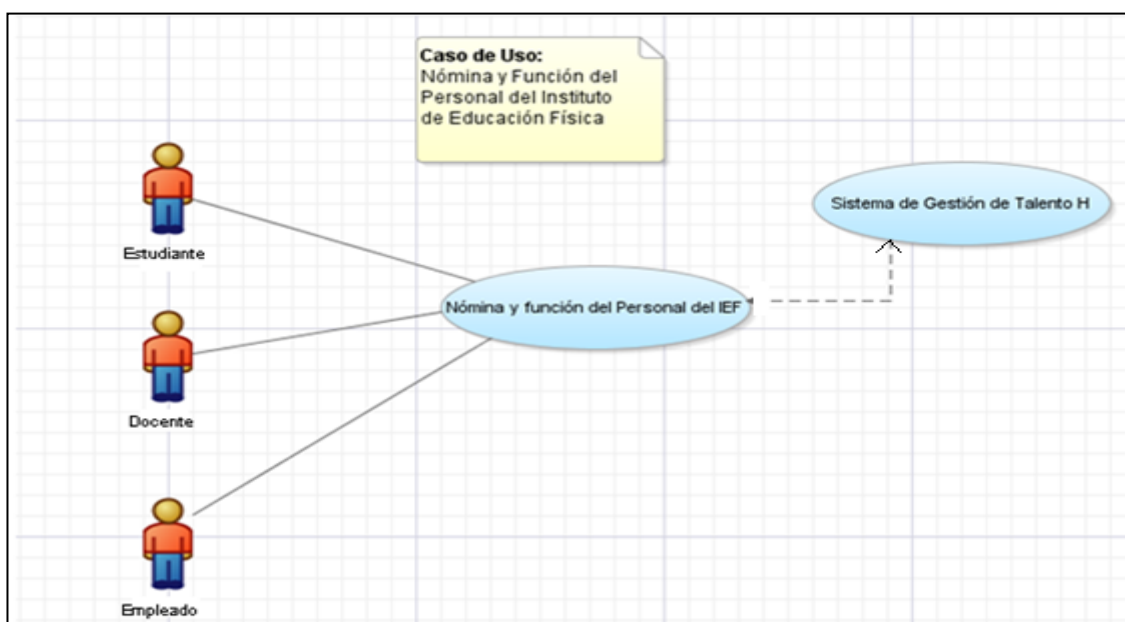 Caso de Uso:
Nómina y Función del
Personal del Instituto
de Educación Física
Sistema de Gestión de Talento H
Estudiante
Nómina y función del Personal del IEF
Docente
Empleado